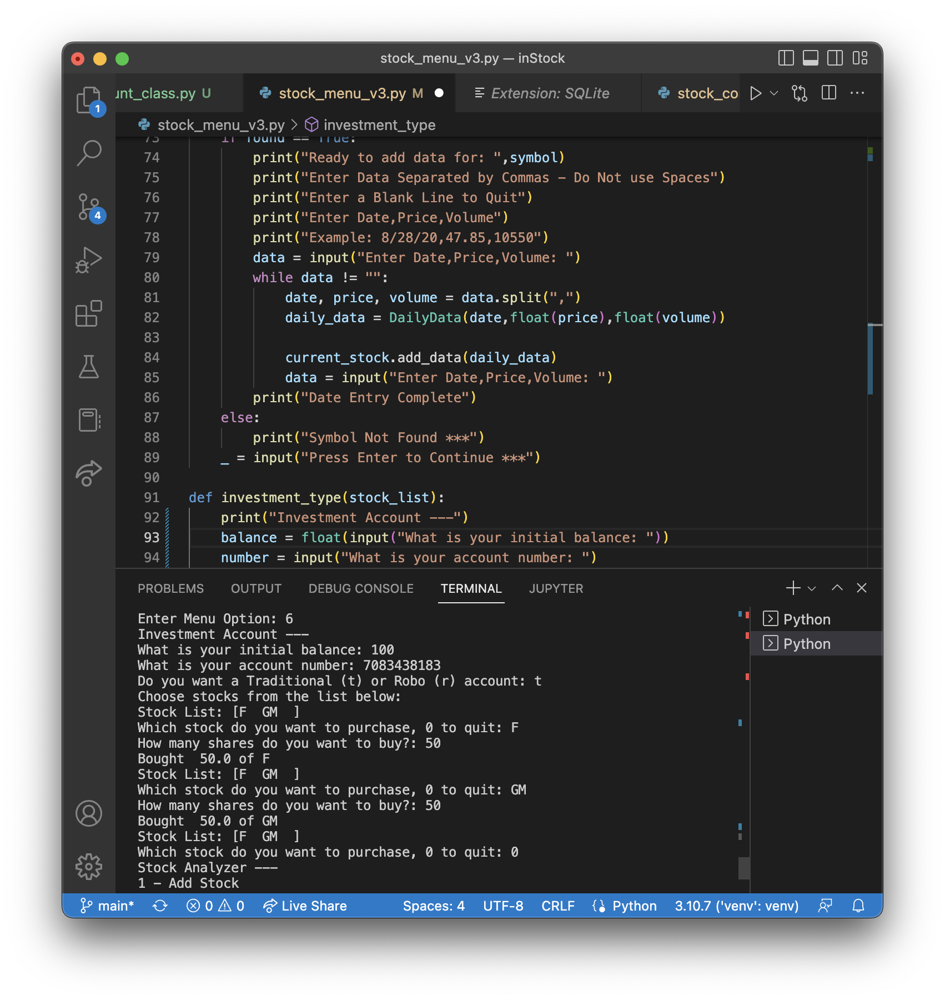 stock_menu_v3.py — inStock
unt_class.py U
stock_menu_v3.py M
Extension: SQLite
stock_co
stock_menu_v3.py > investment_type
73 if found == True:
74 print("Ready to add data for: ",symbol)
75 print("Enter Data Separated by Commas - Do Not use Spaces")
76 print("Enter a Blank Line to Quit")
77 print("Enter Date,Price,Volume")
78 print("Example: 8/28/20,47.85,10550")
79 data = input("Enter Date,Price,Volume: ")
80 while data != "":
81 date, price, volume = data.split(",")
82 daily_data = DailyData(date,float(price),float(volume))
83
84 current_stock.add_data(daily_data)
85 data = input("Enter Date,Price,Volume: ")
86 print("Date Entry Complete")
87 else:
88 print("Symbol Not Found ***")
89 _ = input("Press Enter to Continue ***")
90
91 def investment_type(stock_list):
92 print("Investment Account ---")
93 balance = float(input("What is your initial balance: "))
94 number = input("What is your account number: ")
1
4
PROBLEMS OUTPUT DEBUG CONSOLE TERMINAL JUPYTER
Enter Menu Option: 6
Investment Account ---
What is your initial balance: 100
What is your account number: 7083438183
Do you want a Traditional (t) or Robo (r) account: t
Choose stocks from the list below:
Stock List: [F  GM  ]
Which stock do you want to purchase, 0 to quit: F
How many shares do you want to buy?: 50
Bought  50.0 of F
Stock List: [F  GM  ]
Which stock do you want to purchase, 0 to quit: GM
How many shares do you want to buy?: 50
Bought  50.0 of GM
Stock List: [F  GM  ]
Which stock do you want to purchase, 0 to quit: 0
Stock Analyzer ---
1 - Add Stock
Python
Python
main* 0 0 Live Share Spaces: 4 UTF-8 CRLF Python 3.10.7 ('venv': venv)